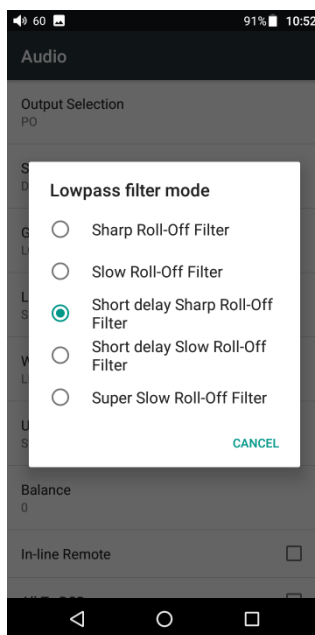 60 91% 10:52
Audio
Output Selection
PO
S
D
Lowpass filter mode
G
Sharp Roll-Off Filter
L
Slow Roll-Off Filter
L
S
Short delay Sharp Roll-Off
Filter
W
L
Short delay Slow Roll-Off
Filter
Super Slow Roll-Off Filter
U
S
CANCEL
Balance
0
In-line Remote